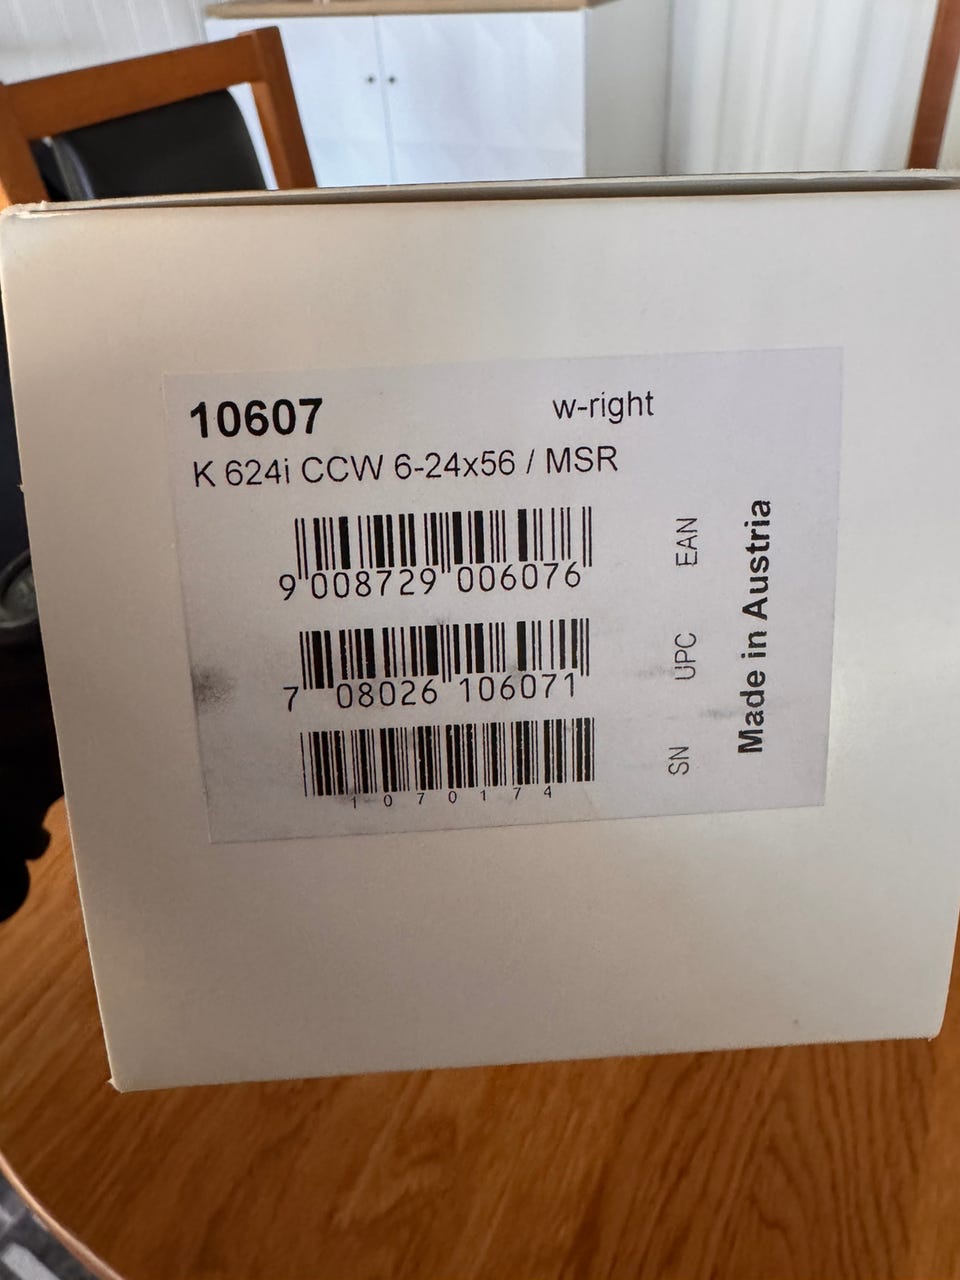 10607 w-right
K 624i CCW 6-24x56 / MSR
9 008729 006076 EAN
7 08026 106071 UPC
1070174 SN
Made in Austria